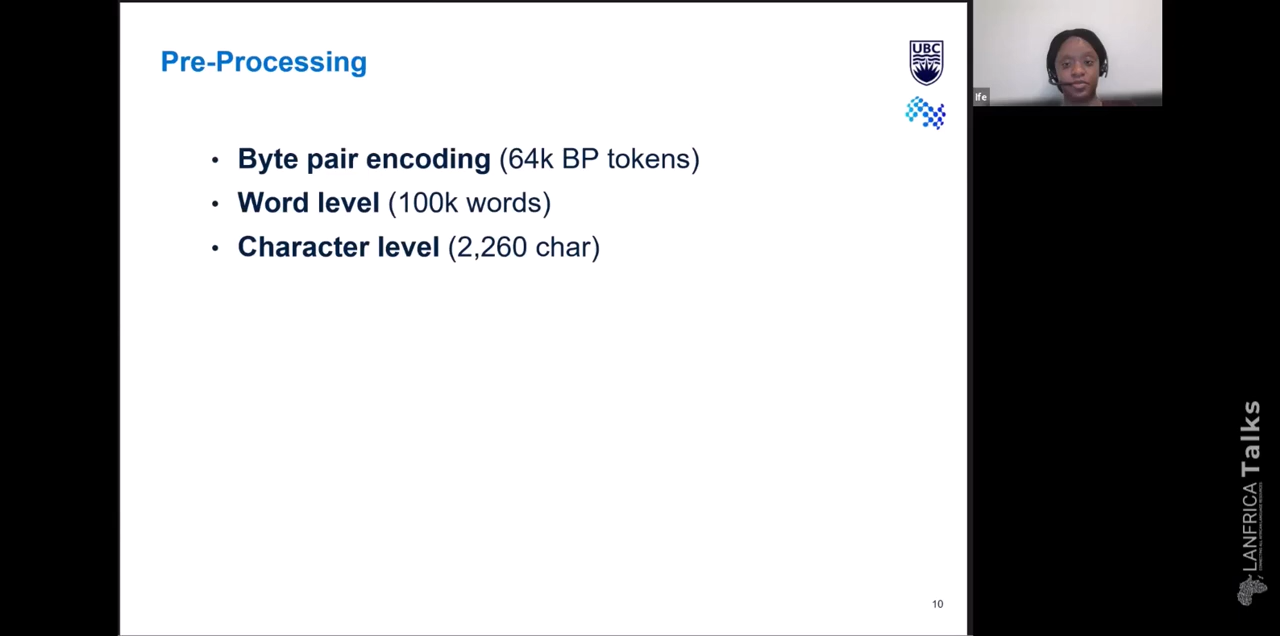 Pre-Processing
UBC
Ife
• Byte pair encoding (64k BP tokens)
• Word level (100k words)
• Character level (2,260 char)
10
LANFRICA Talks